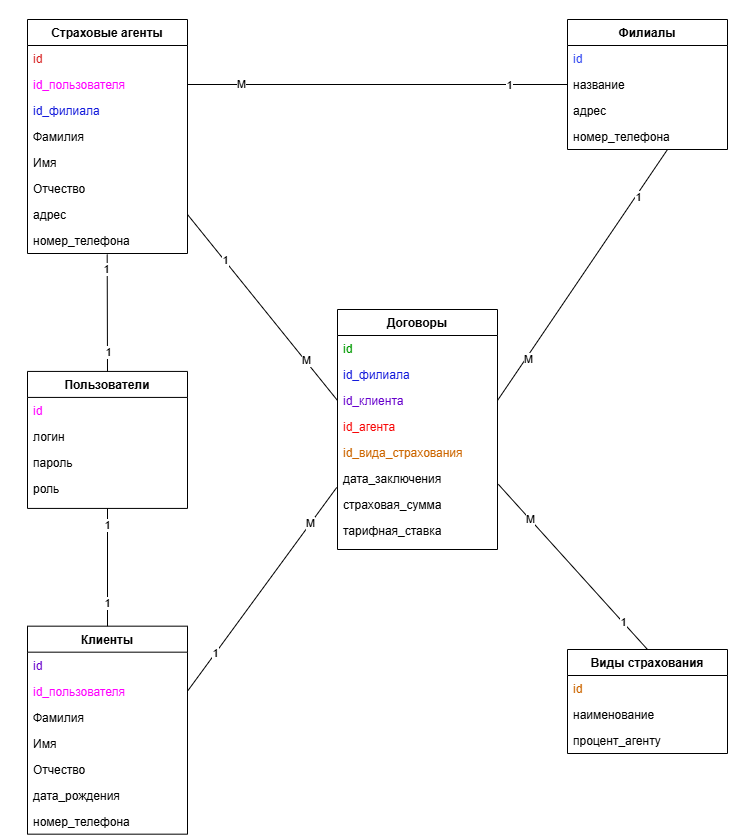 Страховые агенты
id
id_пользователя
id_филиала
Фамилия
Имя
Отчество
адрес
номер_телефона
Филиалы
id
название
адрес
номер_телефона
M
1
1
1
1
M
1
M
Договоры
id
id_филиала
id_клиента
id_агента
id_вида_страхования
дата_заключения
страховая_сумма
тарифная_ставка
Пользователи
id
логин
пароль
роль
1
1
M
1
M
1
Клиенты
id
id_пользователя
Фамилия
Имя
Отчество
дата_рождения
номер_телефона
Виды страхования
id
наименование
процент_агенту